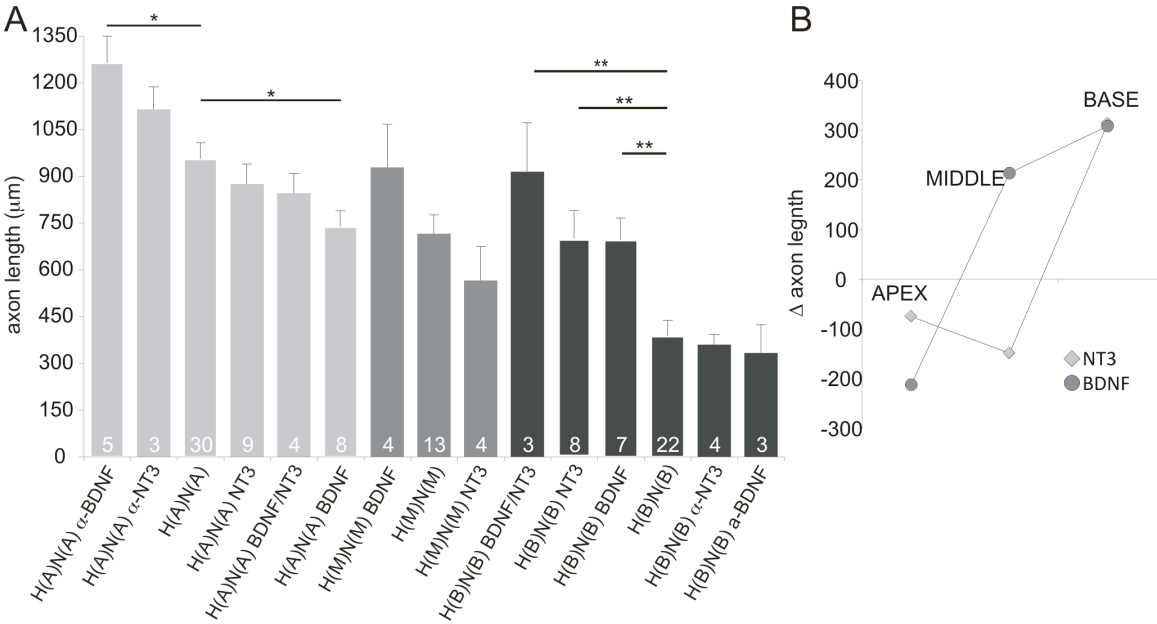 A
*
*
**
**
**
axon length (µm)
1350
1200
1050
900
750
600
450
300
150
0
5 3 30 9 4 8 4 13 4 3 8 7 22 4 3
H(A)N(A) α-BDNF
H(A)N(A) α-NT3
H(A)N(A)
H(A)N(A) NT3
H(A)N(A) BDNF/NT3
H(A)N(A) BDNF
H(M)N(M) BDNF
H(M)N(M)
H(M)N(M) NT3
H(B)N(B) BDNF/NT3
H(B)N(B) NT3
H(B)N(B) BDNF
H(B)N(B)
H(B)N(B) α-NT3
H(B)N(B) a-BDNF
B
Δ axon legnth
400
300
200
100
0
-100
-200
-300
BASE
MIDDLE
APEX
NT3
BDNF